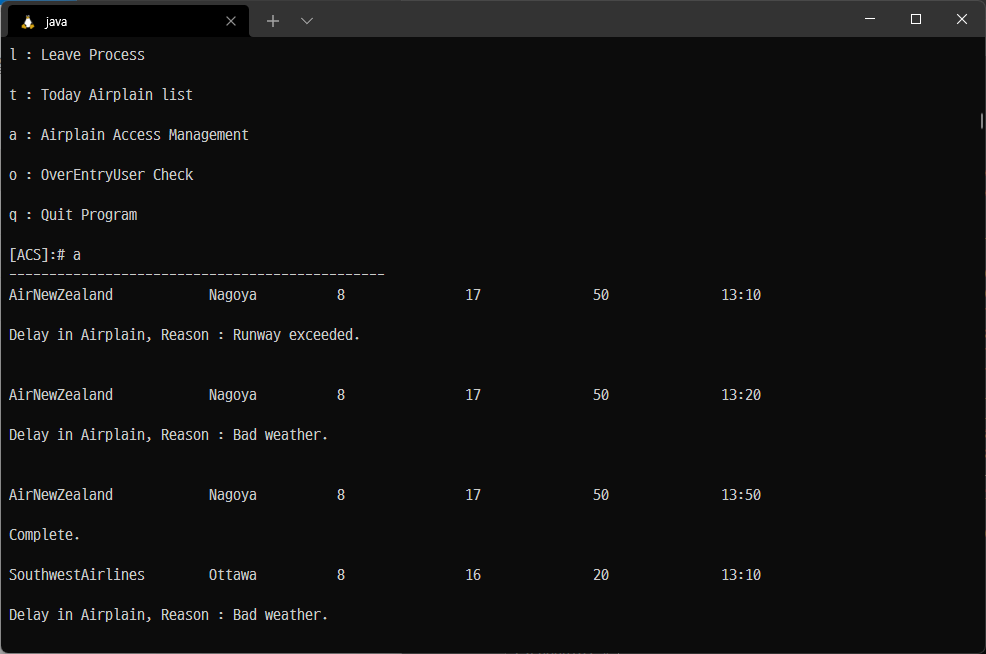 java
l : Leave Process
t : Today Airplain list
a : Airplain Access Management
o : OverEntryUser Check
q : Quit Program
[ACS]:# a
-----------------------------------------------
AirNewZealand Nagoya 8 17 50 13:10
Delay in Airplain, Reason : Runway exceeded.
AirNewZealand Nagoya 8 17 50 13:20
Delay in Airplain, Reason : Bad weather.
AirNewZealand Nagoya 8 17 50 13:50
Complete.
SouthwestAirlines Ottawa 8 16 20 13:10
Delay in Airplain, Reason : Bad weather.